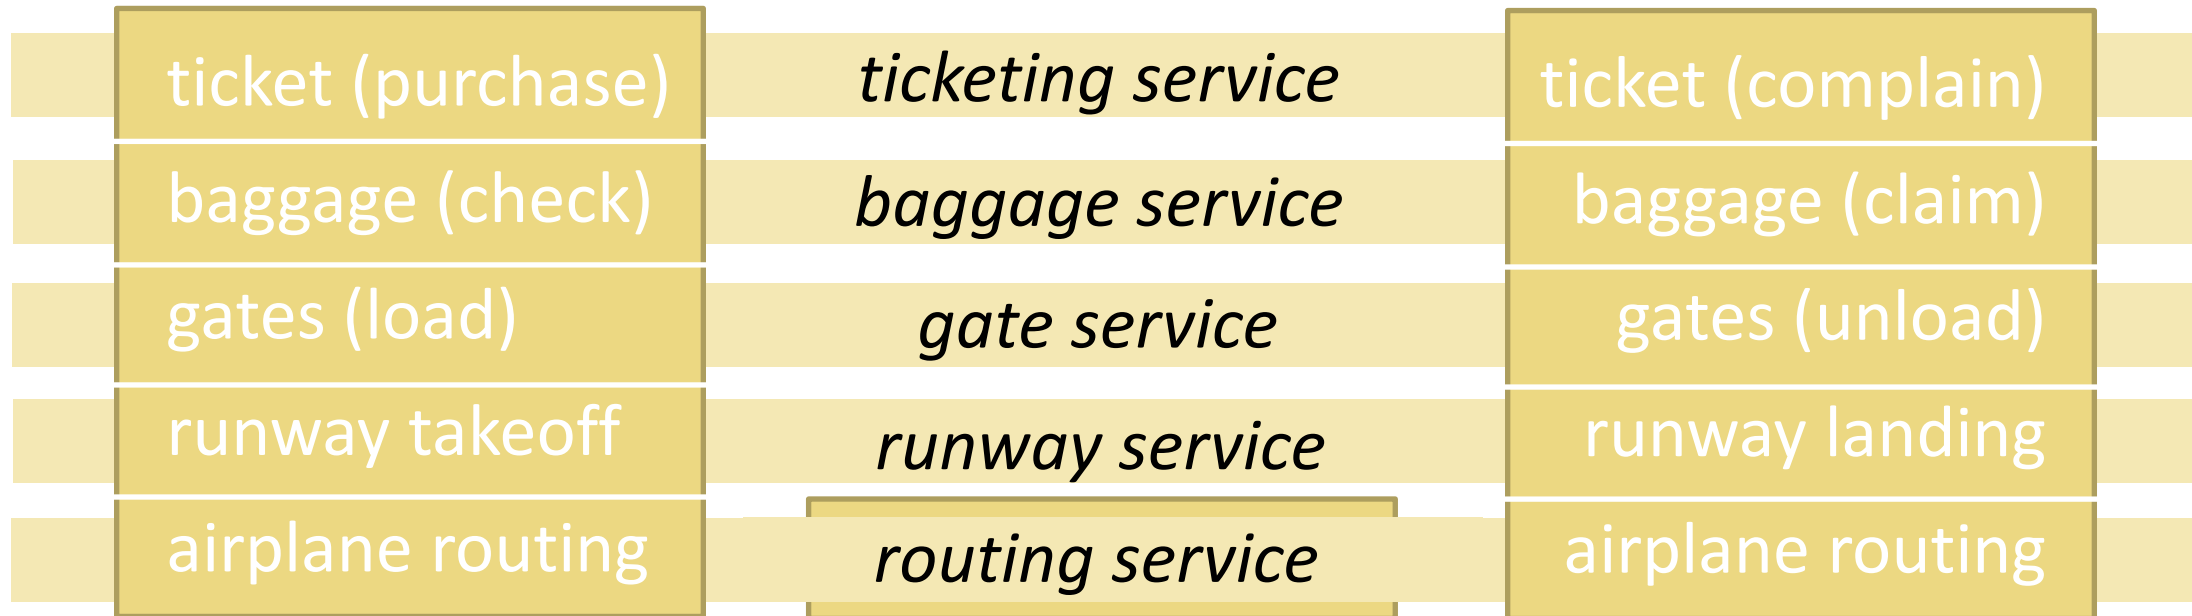 ticket (purchase) ticketing service ticket (complain)
baggage (check) baggage service baggage (claim)
gates (load) gate service gates (unload)
runway takeoff runway service runway landing
airplane routing routing service airplane routing